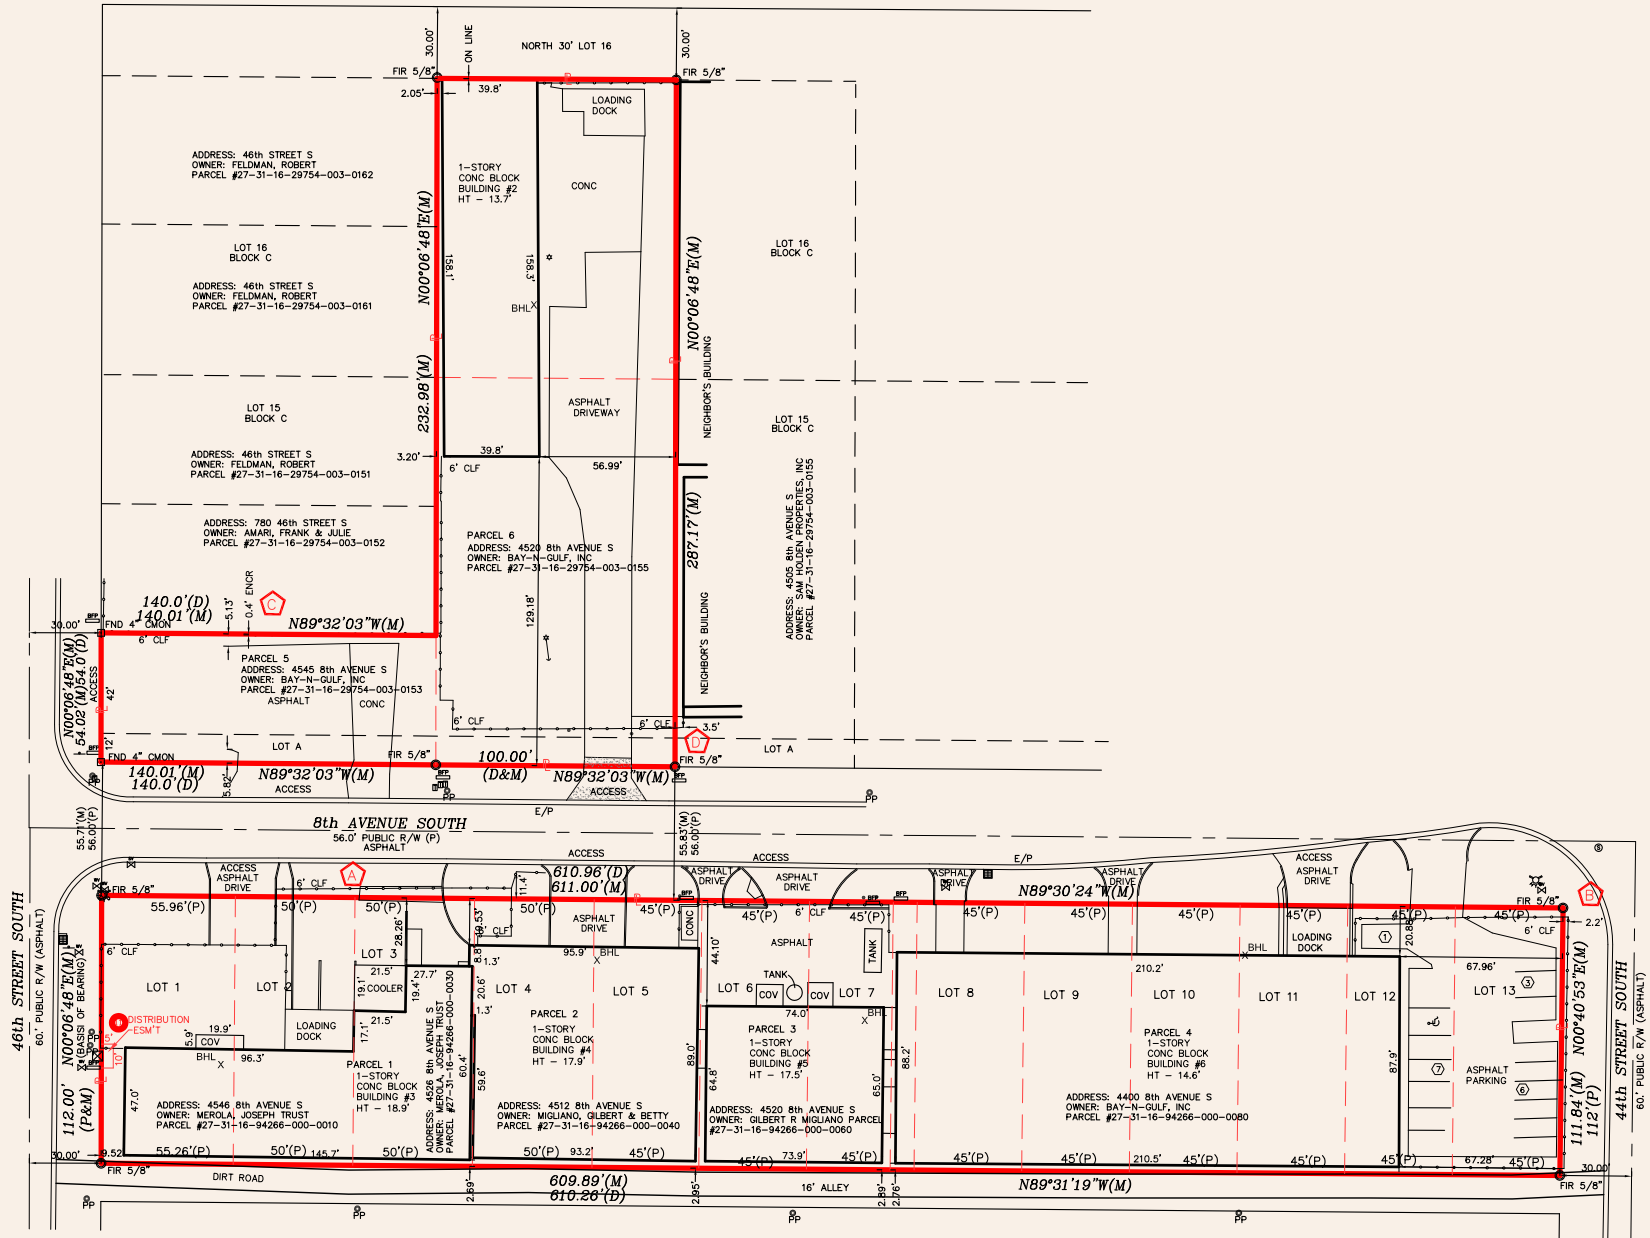 30.00'
ON LINE
NORTH 30' LOT 16
30.00'
FIR 5/8"
FIR 5/8"
2.05'
39.8'
LOADING
DOCK
ADDRESS: 46th STREET S
OWNER: FELDMAN, ROBERT
PARCEL #27-31-16-29754-003-0162
1-STORY
CONC BLOCK
BUILDING #2
HT - 13.7'
CONC
N00°06'48"E(M)
232.98'(M)
158.1'
158.3'
BHL
LOT 16
BLOCK C
ADDRESS: 46th STREET S
OWNER: FELDMAN, ROBERT
PARCEL #27-31-16-29754-003-0161
N00°06'48"E(M)
287.17'(M)
NEIGHBOR'S BUILDING
LOT 16
BLOCK C
LOT 15
BLOCK C
ASPHALT
DRIVEWAY
LOT 15
BLOCK C
ADDRESS: 46th STREET S
OWNER: FELDMAN, ROBERT
PARCEL #27-31-16-29754-003-0151
3.20'
39.8'
6' CLF
56.99'
ADDRESS: 4505 8th AVENUE S
OWNER: SAM HOLDEN PROPERTIES, INC
PARCEL #27-31-16-29754-003-0155
ADDRESS: 780 46th STREET S
OWNER: AMARI, FRANK & JULIE
PARCEL #27-31-16-29754-003-0152
PARCEL 6
ADDRESS: 4520 8th AVENUE S
OWNER: BAY-N-GULF, INC
PARCEL #27-31-16-29754-003-0155
129.18'
NEIGHBOR'S BUILDING
BFP
140.0'(D)
140.01'(M)
5.13'
0.4' ENCR
C
30.00'
FND 4" CMON
6' CLF
N89°32'03"W(M)
N00°06'48"E(M)
54.02'(M)54.0'(D)
ACCESS
42'
12'
PARCEL 5
ADDRESS: 4545 8th AVENUE S
OWNER: BAY-N-GULF, INC
PARCEL #27-31-16-29754-003-0153
ASPHALT
CONC
6' CLF
6' CLF
3.5'
D
LOT A
LOT A
BFP
FND 4" CMON
FIR 5/8"
100.00'
(D&M)
FIR 5/8"
140.01'(M)
140.0'(D)
N89°32'03"W(M)
N89°32'03"W(M)
5.82'
ACCESS
ACCESS
BFP
BFP
PP
PP
PP
E/P
55.71'(M)
56.00'(P)
8th AVENUE SOUTH
56.0' PUBLIC R/W (P)
ASPHALT
55.83'(M)
56.00'(P)
ACCESS
ASPHALT
DRIVE
A
ACCESS
610.96'(D)
611.00'(M)
11.4'
ACCESS
E/P
ACCESS
ASPHALT
DRIVE
ASPHALT
DRIVE
ASPHALT
DRIVE
ASPHALT
DRIVE
6' CLF
BFP
BFP
N89°30'24"W(M)
S
B
FIR 5/8"
FIR 5/8"
55.96'(P)
50'(P)
50'(P)
50'(P)
45'(P)
45'(P)
45'(P)
45'(P)
45'(P)
45'(P)
45'(P)
45'(P)
45'(P)
6' CLF
2.2'
6' CLF
46th STREET SOUTH
60.' PUBLIC R/W (ASPHALT)
N00°06'48"E(M)
(BASISI OF BEARING)
112.00'
(P&M)
6' CLF
LOT 1
LOT 2
LOT 3
28.26'
19.53'
6' CLF
8.8'
1.3'
ASPHALT
DRIVE
95.9'
BHL
CONC
44.10'
ASPHALT
TANK
TANK
COV
COV
BHL
LOADING
DOCK
1
20.88'
210.2'
67.96'
21.5'
27.7'
COOLER
19.1'
19.4'
21.5'
17.1'
20.6'
1.3'
LOT 4
LOT 5
LOT 6
LOT 7
LOT 8
LOT 9
LOT 10
LOT 11
LOT 12
LOT 13
3
DISTRIBUTION
ESM'T
5'
10'
PP
PP
BFP
5.9'
19.9'
COV
BHL
96.3'
LOADING
DOCK
PARCEL 1
1-STORY
CONC BLOCK
BUILDING #3
HT - 18.9'
47.0'
ADDRESS: 4546 8th AVENUE S
OWNER: MEROLA, JOSEPH TRUST
PARCEL #27-31-16-94266-000-0010
ADDRESS: 4526 8th AVENUE S
OWNER: MEROLA, JOSEPH TRUST
PARCEL #27-31-16-94266-000-0030
60.4'
59.6'
PARCEL 2
1-STORY
CONC BLOCK
BUILDING #4
HT - 17.9'
89.0'
ADDRESS: 4512 8th AVENUE S
OWNER: MIGLIANO, GILBERT & BETTY
PARCEL #27-31-16-94266-000-0040
74.0'
BHL
PARCEL 3
1-STORY
CONC BLOCK
BUILDING #5
HT - 17.5'
64.8'
65.0'
ADDRESS: 4520 8th AVENUE S
OWNER: GILBERT R MIGLIANO PARCEL
#27-31-16-94266-000-0060
88.2'
PARCEL 4
1-STORY
CONC BLOCK
BUILDING #6
HT - 14.6'
87.9'
ADDRESS: 4400 8th AVENUE S
OWNER: BAY-N-GULF, INC
PARCEL #27-31-16-94266-000-0080
7
ASPHALT
PARKING
6
N00°40'53"E(M)
111.84'(M)
112'(P)
44th STREET SOUTH
60.' PUBLIC R/W (ASPHALT)
30.00'
9.52
55.26'(P)
50'(P)
145.7'
50'(P)
50'(P)
93.2'
45'(P)
45'(P)
73.9'
45'(P)
45'(P)
45'(P)
210.5'
45'(P)
45'(P)
45'(P)
67.28'
45'(P)
30.00'
FIR 5/8"
DIRT ROAD
2.69'
609.89'(M)
610.26'(D)
2.95'
16' ALLEY
2.89'
2.76'
N89°31'19"W(M)
FIR 5/8"
PP
PP
PP
PP